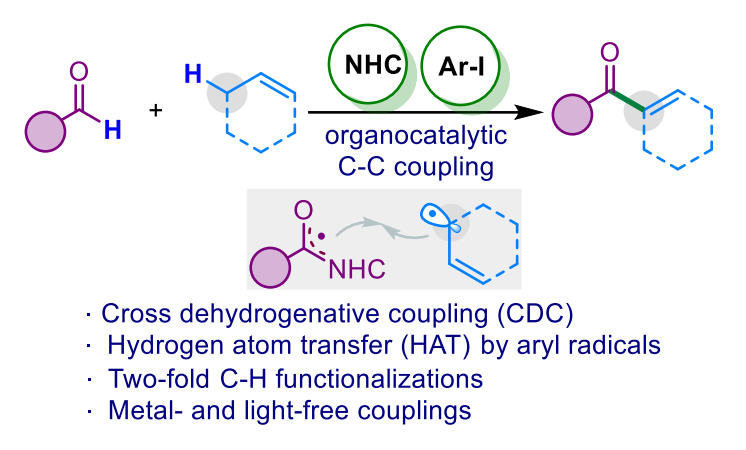 O
H
+
H
NHC
Ar-I
organocatalytic
C-C coupling
O
O
NHC
· Cross dehydrogenative coupling (CDC)
· Hydrogen atom transfer (HAT) by aryl radicals
· Two-fold C-H functionalizations
· Metal- and light-free couplings